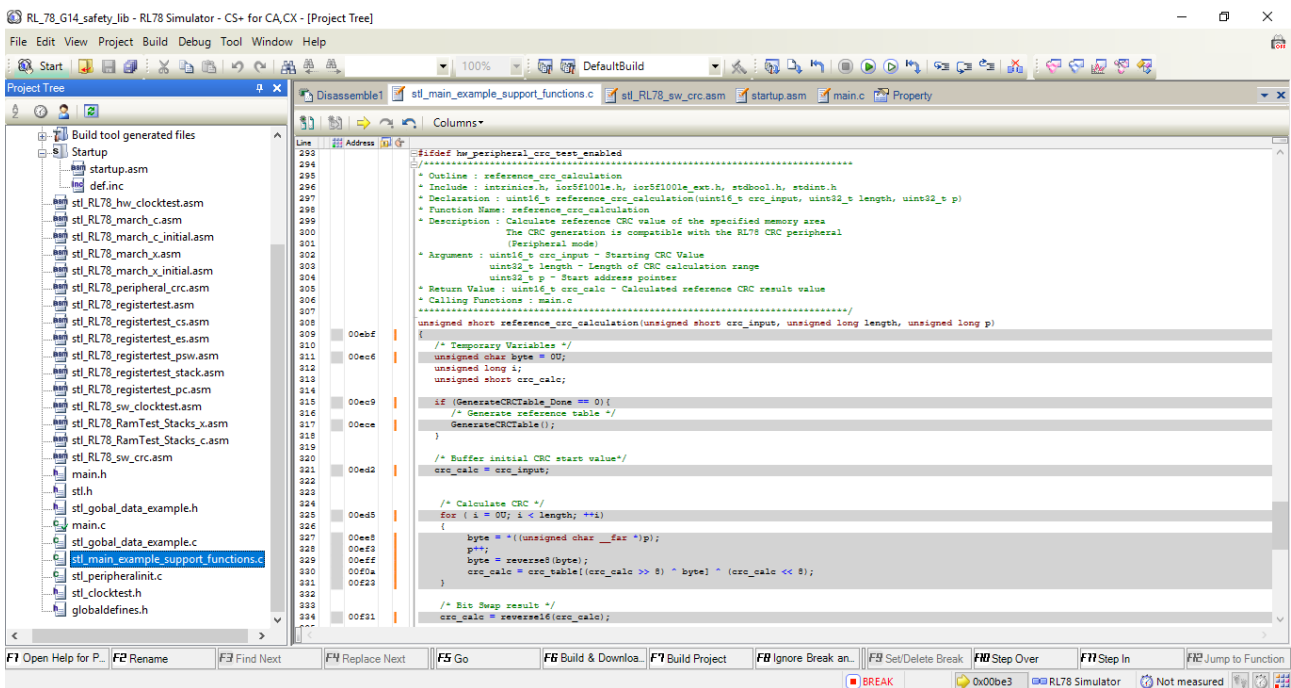 RL_78_G14_safety_lib - RL78 Simulator - CS+ for CA,CX - [Project Tree]
File Edit View Project Build Debug Tool Window Help
Start 100% DefaultBuild
Project Tree
Disassemble1 stl_main_example_support_functions.c stl_RL78_sw_crc.asm startup.asm main.c Property
Columns
Line Address
Build tool generated files
Startup
startup.asm
def.inc
stl_RL78_hw_clocktest.asm
stl_RL78_march_c.asm
stl_RL78_march_c_initial.asm
stl_RL78_march_x.asm
stl_RL78_march_x_initial.asm
stl_RL78_peripheral_crc.asm
stl_RL78_registertest.asm
stl_RL78_registertest_cs.asm
stl_RL78_registertest_es.asm
stl_RL78_registertest_psw.asm
stl_RL78_registertest_stack.asm
stl_RL78_registertest_pc.asm
stl_RL78_sw_clocktest.asm
stl_RL78_RamTest_Stacks_x.asm
stl_RL78_RamTest_Stacks_c.asm
stl_RL78_sw_crc.asm
main.h
stl.h
stl_gobal_data_example.h
main.c
stl_gobal_data_example.c
stl_main_example_support_functions.c
stl_peripheralinit.c
stl_clocktest.h
globaldefines.h
293 #ifdef hw_peripheral_crc_test_enabled
294 /******************************************************************************
295 * Outline : reference_crc_calculation
296 * Include : intrinics.h, ior5f100le.h, ior5f100le_ext.h, stdbool.h, stdint.h
297 * Declaration : uint16_t reference_crc_calculation(uint16_t crc_input, uint32_t length, uint32_t p)
298 * Function Name: reference_crc_calculation
299 * Description : Calculate reference CRC value of the specified memory area
300 The CRC generation is compatible with the RL78 CRC peripheral
301 (Peripheral mode)
302 * Argument : uint16_t crc_input - Starting CRC Value
303 uint32_t length - Length of CRC calculation range
304 uint32_t p - Start address pointer
305 * Return Value : uint16_t crc_calc - Calculated reference CRC result value
306 * Calling Functions : main.c
307 ******************************************************************************/
308 unsigned short reference_crc_calculation(unsigned short crc_input, unsigned long length, unsigned long p)
309 00ebf {
310 /* Temporary Variables */
311 00ec6 unsigned char byte = 0U;
312 unsigned long i;
313 unsigned short crc_calc;
314
315 00ec9 if (GenerateCRCTable_Done == 0){
316 /* Generate reference table */
317 00ece GenerateCRCTable();
318 }
319
320 /* Buffer initial CRC start value*/
321 00ed2 crc_calc = crc_input;
322
323
324 /* Calculate CRC */
325 00ed5 for ( i = 0U; i < length; ++i)
326 {
327 00ee8 byte = *((unsigned char __far *)p);
328 00ef3 p++;
329 00eff byte = reverse8(byte);
330 00f0a crc_calc = crc_table[(crc_calc >> 8) ^ byte] ^ (crc_calc << 8);
331 00f23 }
332
333 /* Bit Swap result */
334 00f31 crc_calc = reverse16(crc_calc);
F1 Open Help for P... F2 Rename F3 Find Next F4 Replace Next F5 Go F6 Build & Downloa... F7 Build Project F8 Ignore Break an... F9 Set/Delete Break F10 Step Over F11 Step In F12 Jump to Function
BREAK 0x00be3 RL78 Simulator Not measured